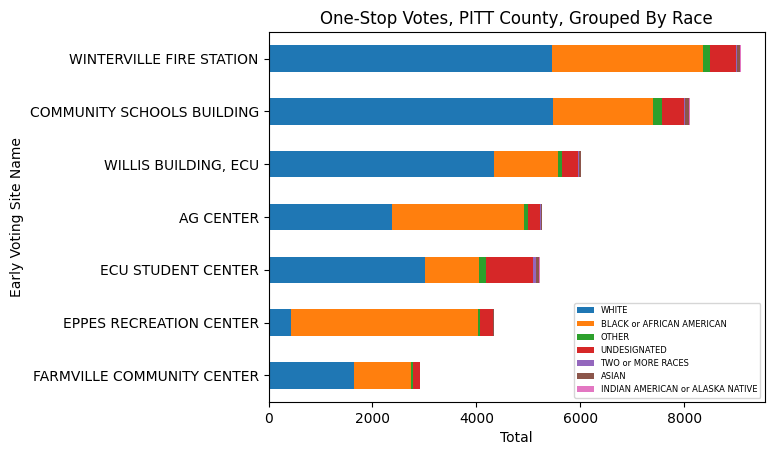 One-Stop Votes, PITT County, Grouped By Race
Early Voting Site Name
WINTERVILLE FIRE STATION
COMMUNITY SCHOOLS BUILDING
WILLIS BUILDING, ECU
AG CENTER
ECU STUDENT CENTER
EPPES RECREATION CENTER
FARMVILLE COMMUNITY CENTER
WHITE
BLACK or AFRICAN AMERICAN
OTHER
UNDESIGNATED
TWO or MORE RACES
ASIAN
INDIAN AMERICAN or ALASKA NATIVE
0 2000 4000 6000 8000
Total